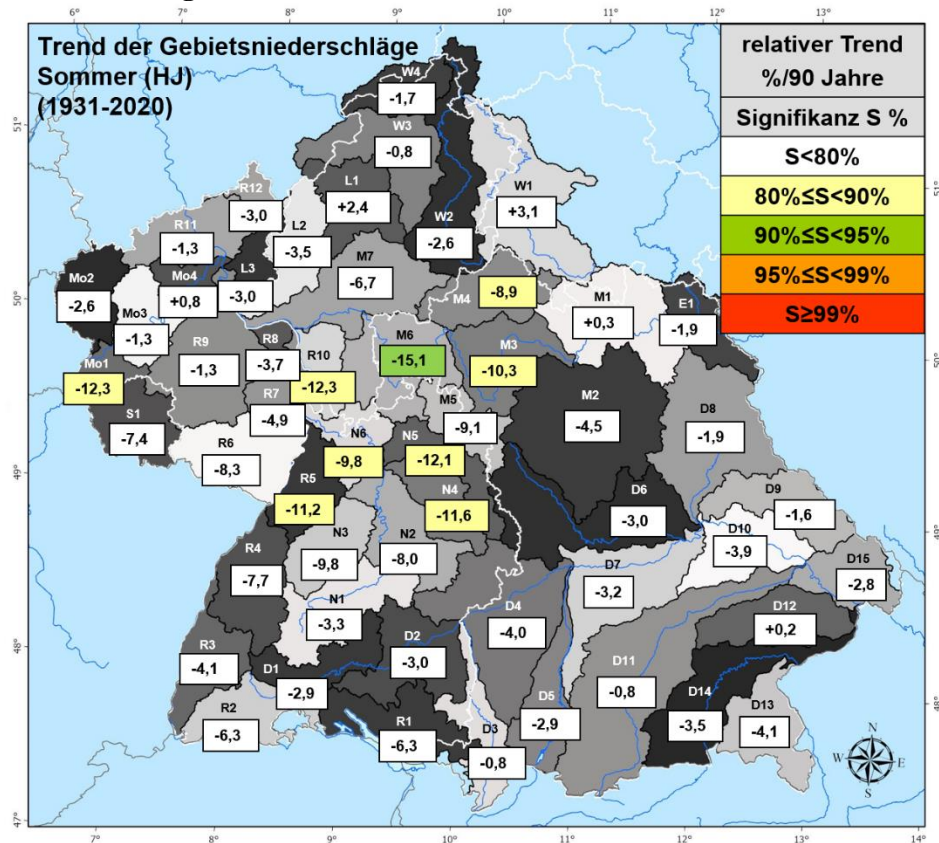 Trend der Gebietsniederschläge
Sommer (HJ)
(1931-2020)
relativer Trend
%/90 Jahre
Signifikanz S %
S<80%
80%≤S<90%
90%≤S<95%
95%≤S<99%
S≥99%
6° 7° 8° 9° 10° 11° 12° 13°
51°
51°
50°
50°
49°
49°
48°
48°
47°
7° 8° 9° 10° 11° 12° 13° 14°
W4
-1,7
W3
-0,8
L1
+2,4
W1
+3,1
W2
-2,6
R12
-3,0
L2
-3,5
R11
-1,3
Mo4
+0,8
L3
-3,0
M7
-6,7
Mo2
-2,6
Mo3
-1,3
M4
-8,9
M1
+0,3
E1
-1,9
Mo1
-12,3
R9
-1,3
R8
-3,7
R10
-12,3
M6
-15,1
M3
-10,3
S1
-7,4
R7
-4,9
M5
-9,1
M2
-4,5
D8
-1,9
R6
-8,3
N6
-9,8
N5
-12,1
R5
-11,2
N4
-11,6
D6
-3,0
D9
-1,6
N3
-9,8
N2
-8,0
D10
-3,9
R4
-7,7
D7
-3,2
D15
-2,8
N1
-3,3
D4
-4,0
D12
+0,2
R3
-4,1
D1
-2,9
D2
-3,0
D11
-0,8
R2
-6,3
R1
-6,3
D3
-0,8
D5
-2,9
D14
-3,5
D13
-4,1
N
W E
S